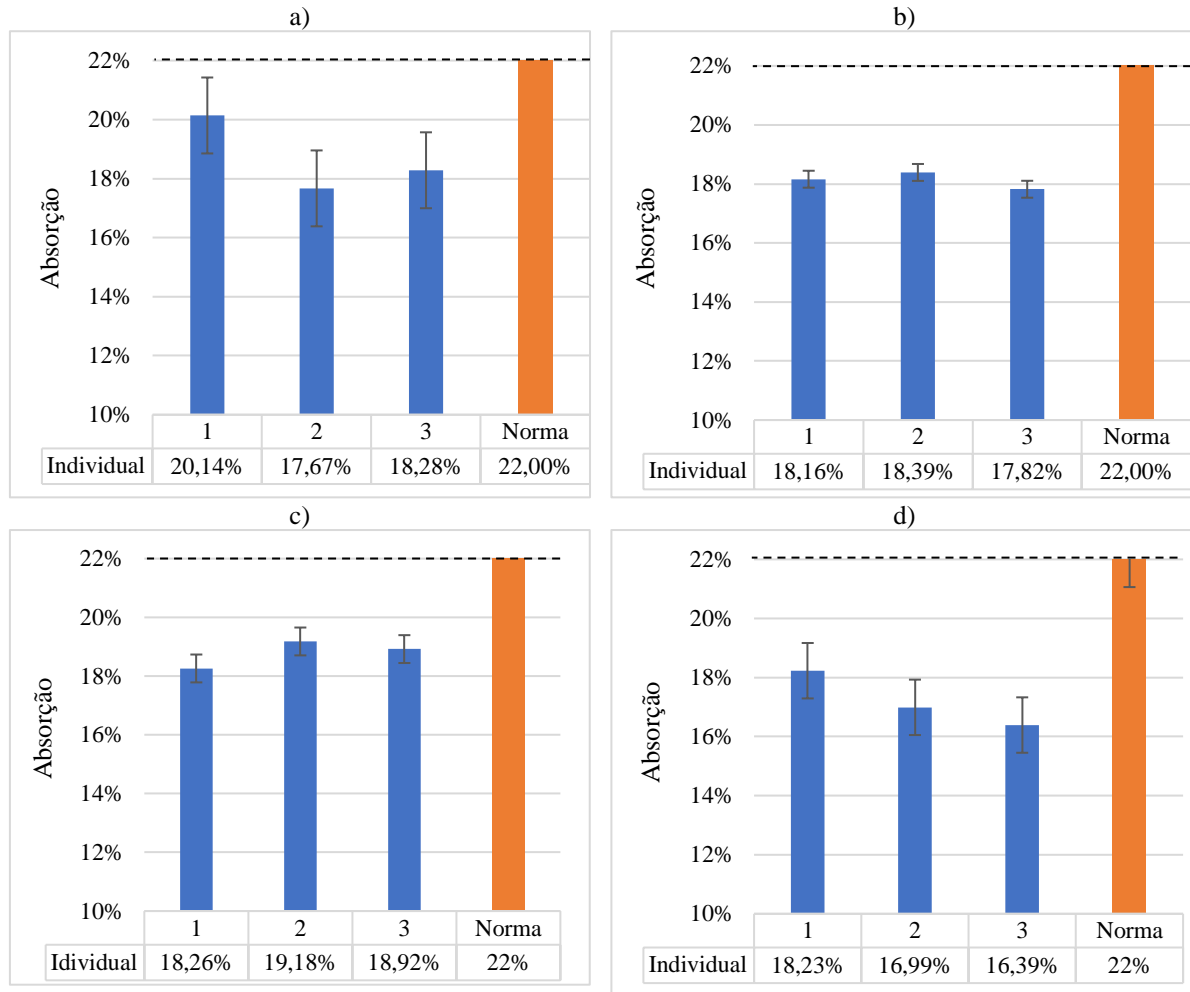 a)
22%
20%
18%
16%
14%
12%
10%
Absorção
1 2 3 Norma
Individual 20,14% 17,67% 18,28% 22,00%
b)
22%
20%
18%
16%
14%
12%
10%
Absorção
1 2 3 Norma
Individual 18,16% 18,39% 17,82% 22,00%
c)
22%
20%
18%
16%
14%
12%
10%
Absorção
1 2 3 Norma
Idividual 18,26% 19,18% 18,92% 22%
d)
22%
20%
18%
16%
14%
12%
10%
Absorção
1 2 3 Norma
Individual 18,23% 16,99% 16,39% 22%